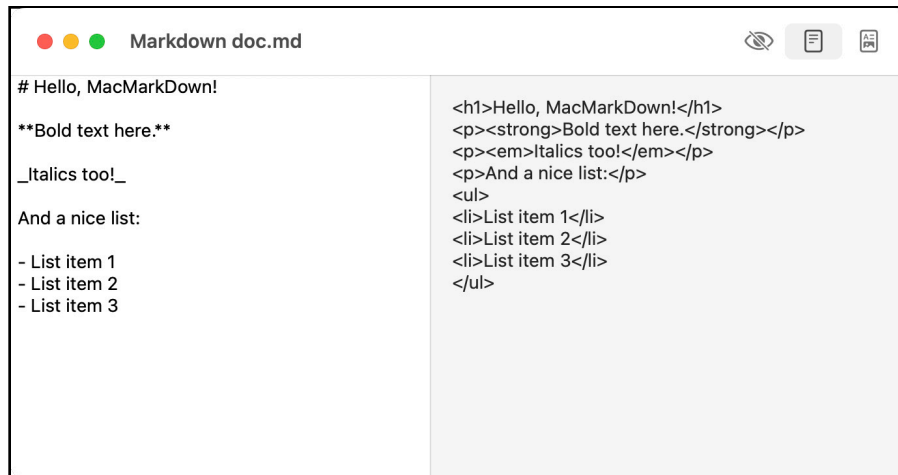 Markdown doc.md
# Hello, MacMarkDown!
**Bold text here.**
_Italics too!_
And a nice list:
- List item 1
- List item 2
- List item 3
<h1>Hello, MacMarkDown!</h1>
<p><strong>Bold text here.</strong></p>
<p><em>Italics too!</em></p>
<p>And a nice list:</p>
<ul>
<li>List item 1</li>
<li>List item 2</li>
<li>List item 3</li>
</ul>